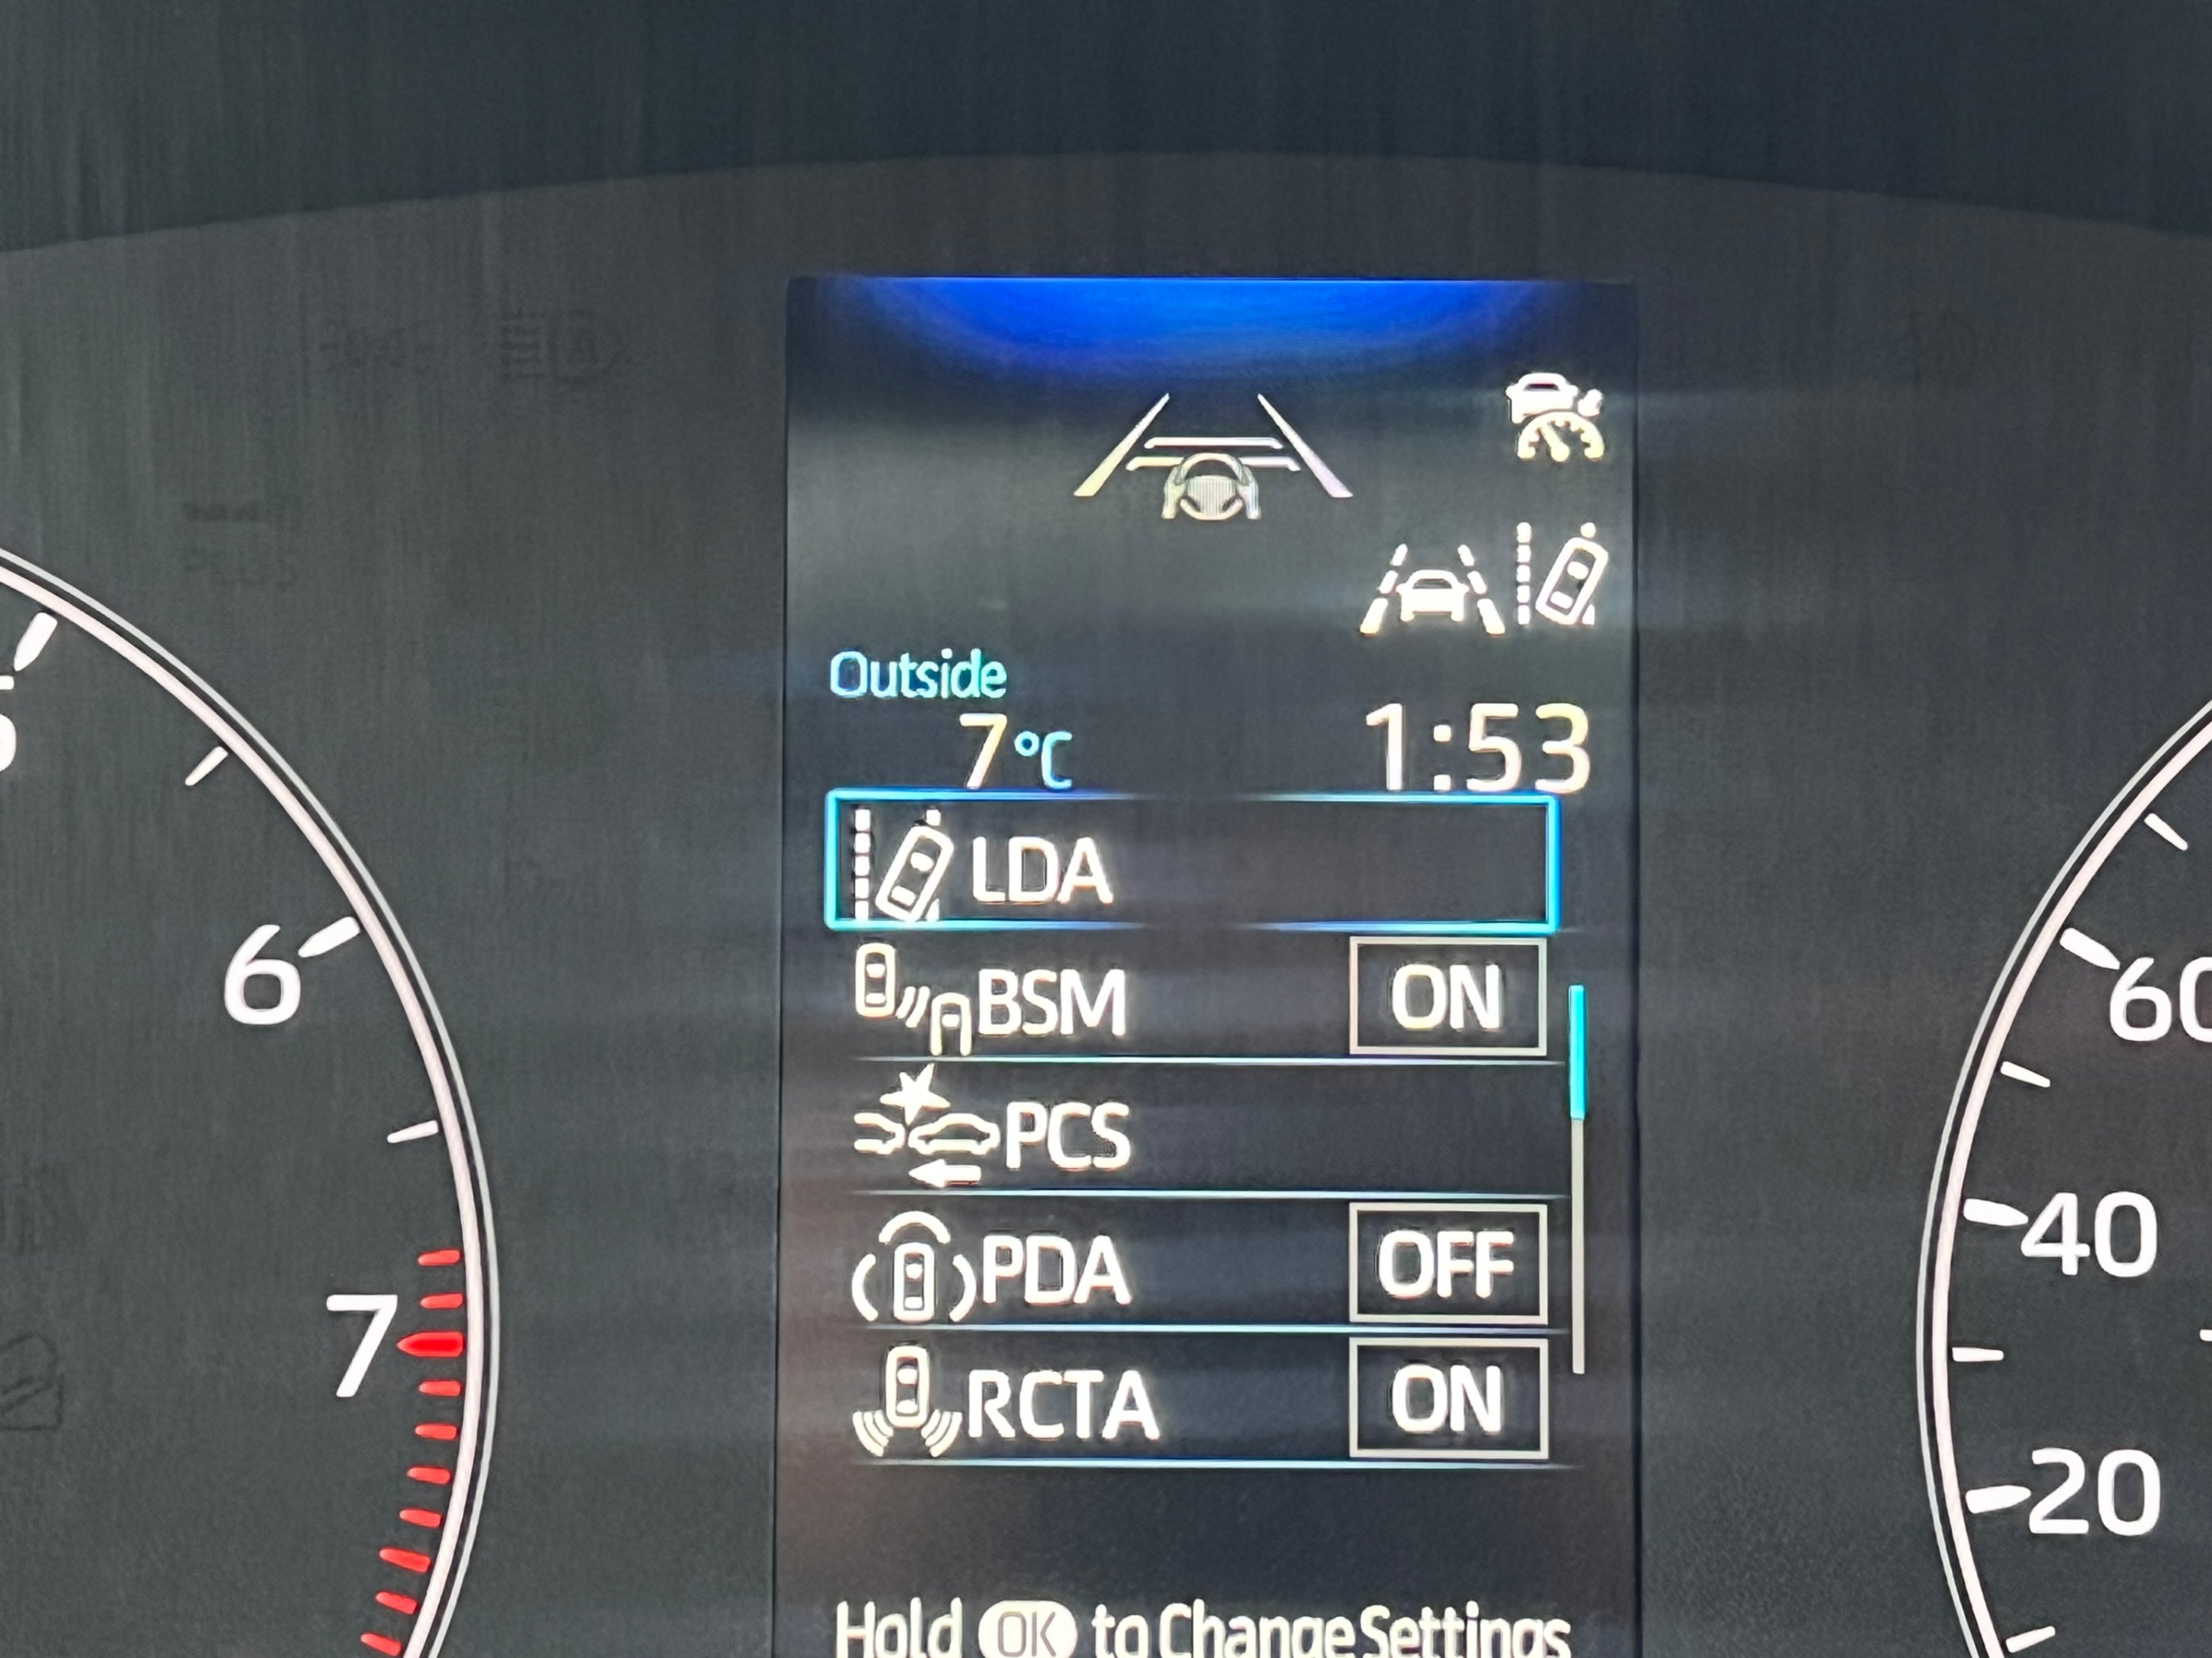 Outside
7°C 1:53
LDA
BSM ON
PCS
PDA OFF
RCTA ON
Hold OK to Change Settings
6
7
60
40
20